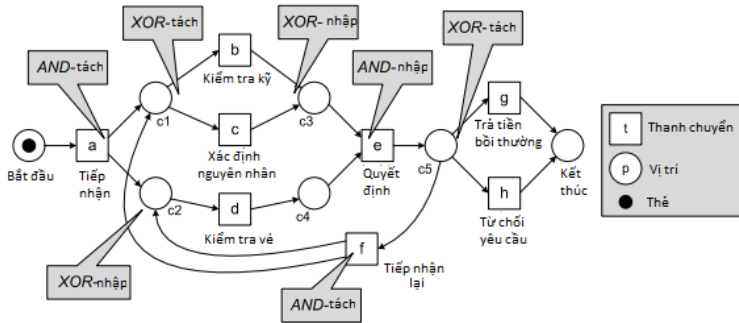 XOR-tách
XOR- nhập
XOR-tách
AND-tách
AND-nhập
b
Kiểm tra kỹ
g
Trả tiền
bồi thường
c1
c3
a
c
e
c5
Bắt đầu
Tiếp
nhận
Xác định
nguyên nhân
Quyết
định
Kết
thúc
c2
d
c4
h
Kiểm tra vé
Từ chối
yêu cầu
f
Tiếp nhận
lại
XOR-nhập
AND-tách
t
Thanh chuyển
p
Vị trí
Thẻ